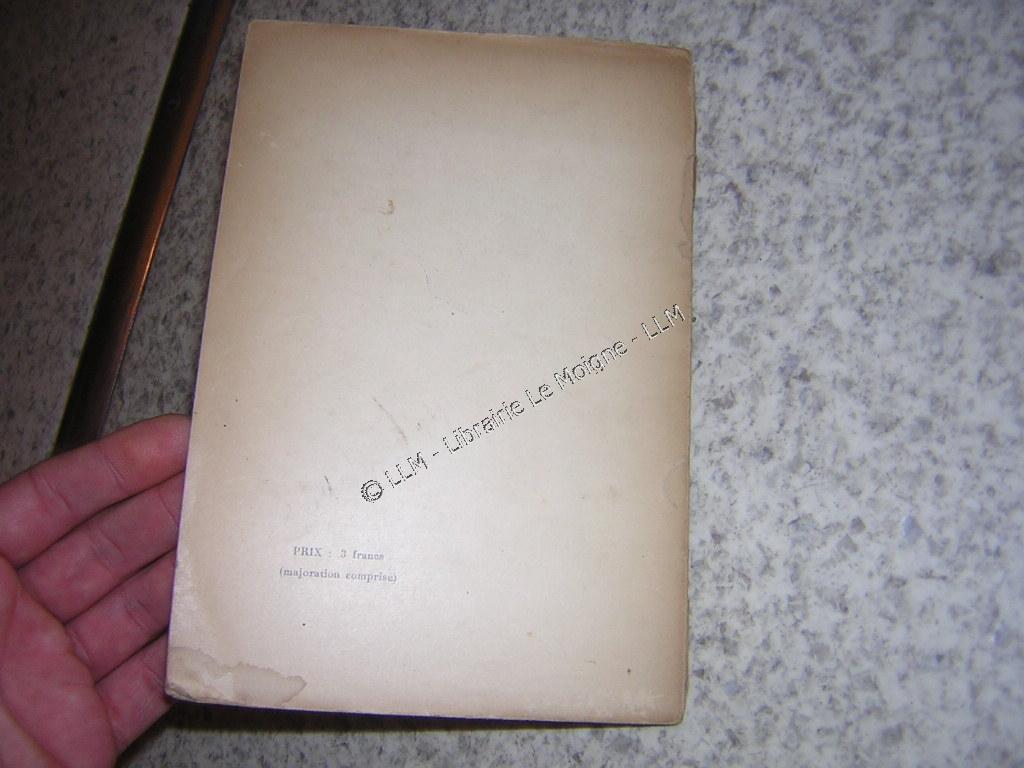 © LLM - Librairie Le Moigne - LLM
PRIX : 3 francs
(majoration comprise)